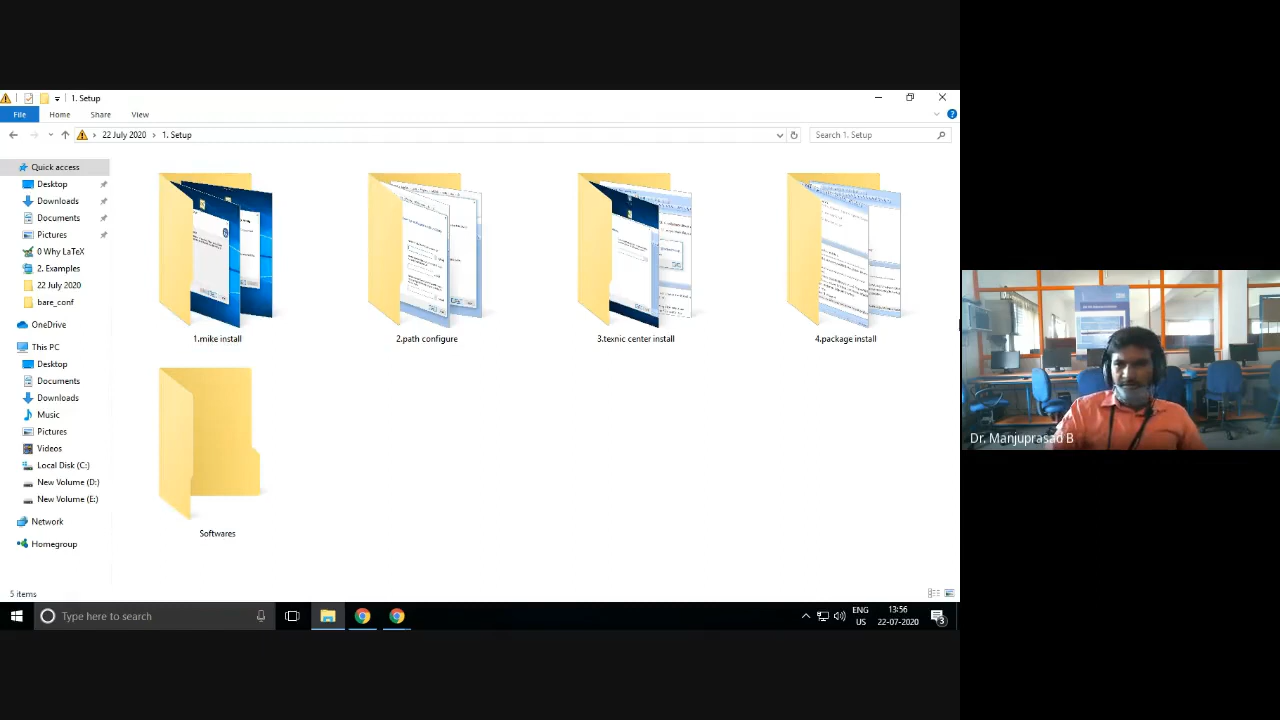 1. Setup
File
Home
Share
View
22 July 2020
1. Setup
Search 1. Setup
Quick access
Desktop
Downloads
Documents
Pictures
0 Why LaTeX
2. Examples
22 July 2020
bare_conf
OneDrive
This PC
Desktop
Documents
Downloads
Music
Pictures
Videos
Local Disk (C:)
New Volume (D:)
New Volume (E:)
Network
Homegroup
1.mike install
2.path configure
3.texnic center install
4.package install
Softwares
5 items
Type here to search
ENG
US
13:56
22-07-2020
3
Dr. Manjuprasad B